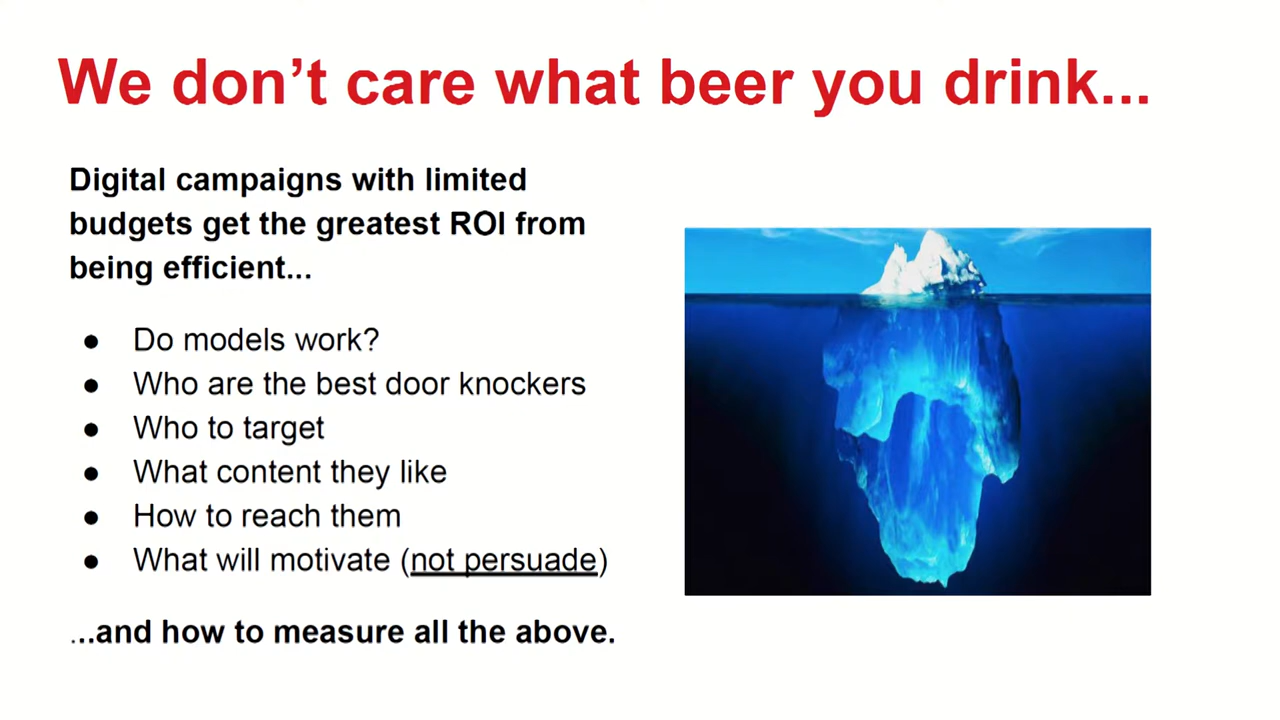 We don't care what beer you drink...
Digital campaigns with limited
budgets get the greatest ROI from
being efficient...
● Do models work?
● Who are the best door knockers
● Who to target
● What content they like
● How to reach them
● What will motivate (not persuade)
...and how to measure all the above.